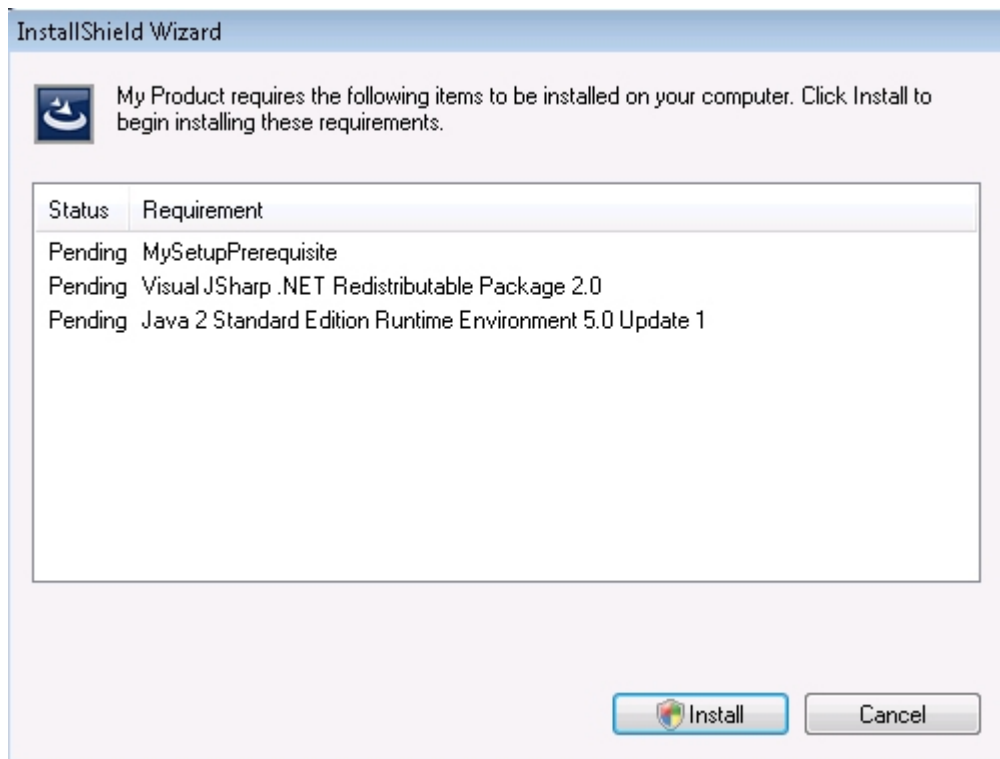 InstallShield Wizard
My Product requires the following items to be installed on your computer. Click Install to
begin installing these requirements.
Status Requirement
Pending MySetupPrerequisite
Pending Visual JSharp .NET Redistributable Package 2.0
Pending Java 2 Standard Edition Runtime Environment 5.0 Update 1
Install Cancel